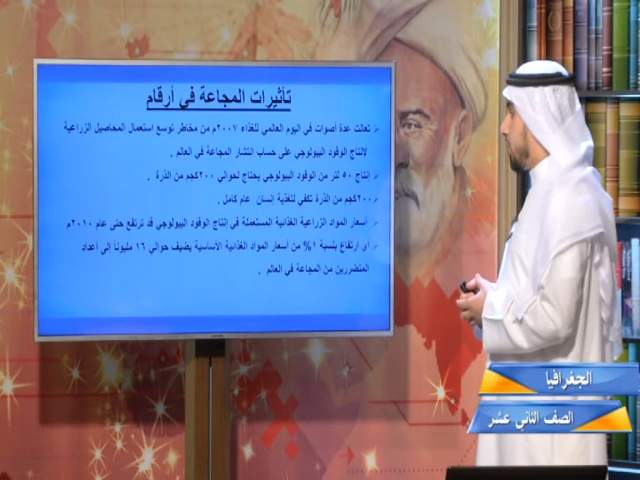 تأثيرات المجاعة في أرقام
تعالت عدة أصوات في اليوم العالمي للغذاء ٢٠٠٧م من مخاطر توسع استعمال المحاصيل الزراعية
لإنتاج الوقود البيولوجي على حساب انتشار المجاعة في العالم .
إنتاج ٥٠ لتر من الوقود البيولوجي يحتاج لحوالي ٢٠٠كجم من الذرة .
٢٠٠كجم من الذرة تكفي لتغذية إنسان عام كامل .
أسعار المواد الزراعية الغذائية المستعملة في إنتاج الوقود البيولوجي قد ترتفع حتى عام ٢٠١٠م
أي ارتفاع بنسبة ١% من أسعار المواد الغذائية الأساسية يضيف حوالي ١٦ مليوناً إلى أعداد
المتضررين من المجاعة في العالم .
الجغرافيا
الصف الثاني عشر